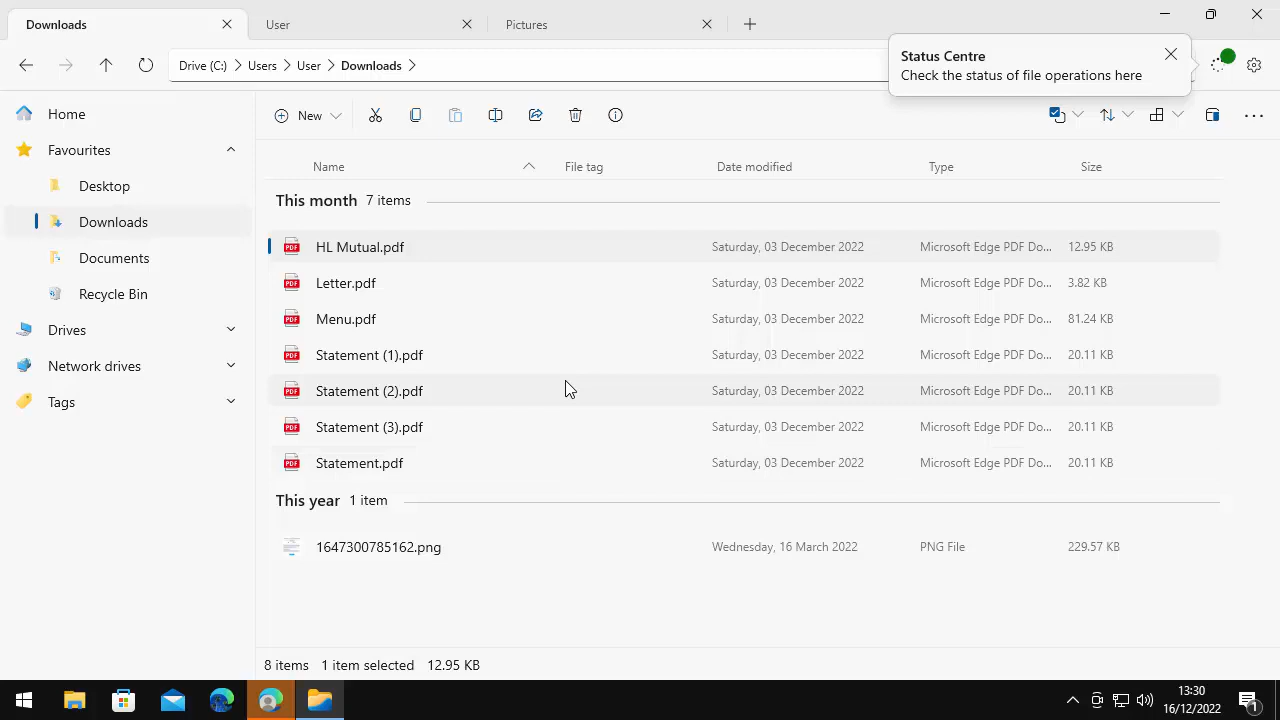 Downloads
User
Pictures
Drive (C:) Users User Downloads
Status Centre
Check the status of file operations here
Home
Favourites
Desktop
Downloads
Documents
Recycle Bin
Drives
Network drives
Tags
New
Name File tag Date modified Type Size
This month 7 items
HL Mutual.pdf Saturday, 03 December 2022 Microsoft Edge PDF Do... 12.95 KB
Letter.pdf Saturday, 03 December 2022 Microsoft Edge PDF Do... 3.82 KB
Menu.pdf Saturday, 03 December 2022 Microsoft Edge PDF Do... 81.24 KB
Statement (1).pdf Saturday, 03 December 2022 Microsoft Edge PDF Do... 20.11 KB
Statement (2).pdf Saturday, 03 December 2022 Microsoft Edge PDF Do... 20.11 KB
Statement (3).pdf Saturday, 03 December 2022 Microsoft Edge PDF Do... 20.11 KB
Statement.pdf Saturday, 03 December 2022 Microsoft Edge PDF Do... 20.11 KB
This year 1 item
1647300785162.png Wednesday, 16 March 2022 PNG File 229.57 KB
8 items 1 item selected 12.95 KB
13:30
16/12/2022
1